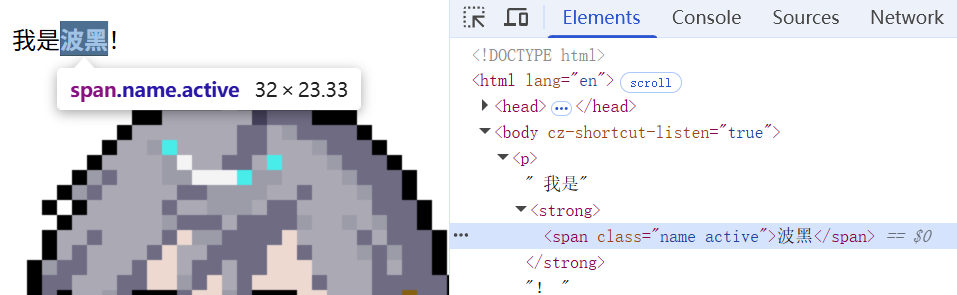 我是波黑!
span.name.active 32 × 23.33
Elements Console Sources Network
<!DOCTYPE html>
<html lang="en"> scroll
<head> ••• </head>
<body cz-shortcut-listen="true">
<p>
" 我是"
<strong>
••• <span class="name active">波黑</span> == $0
</strong>
"! "